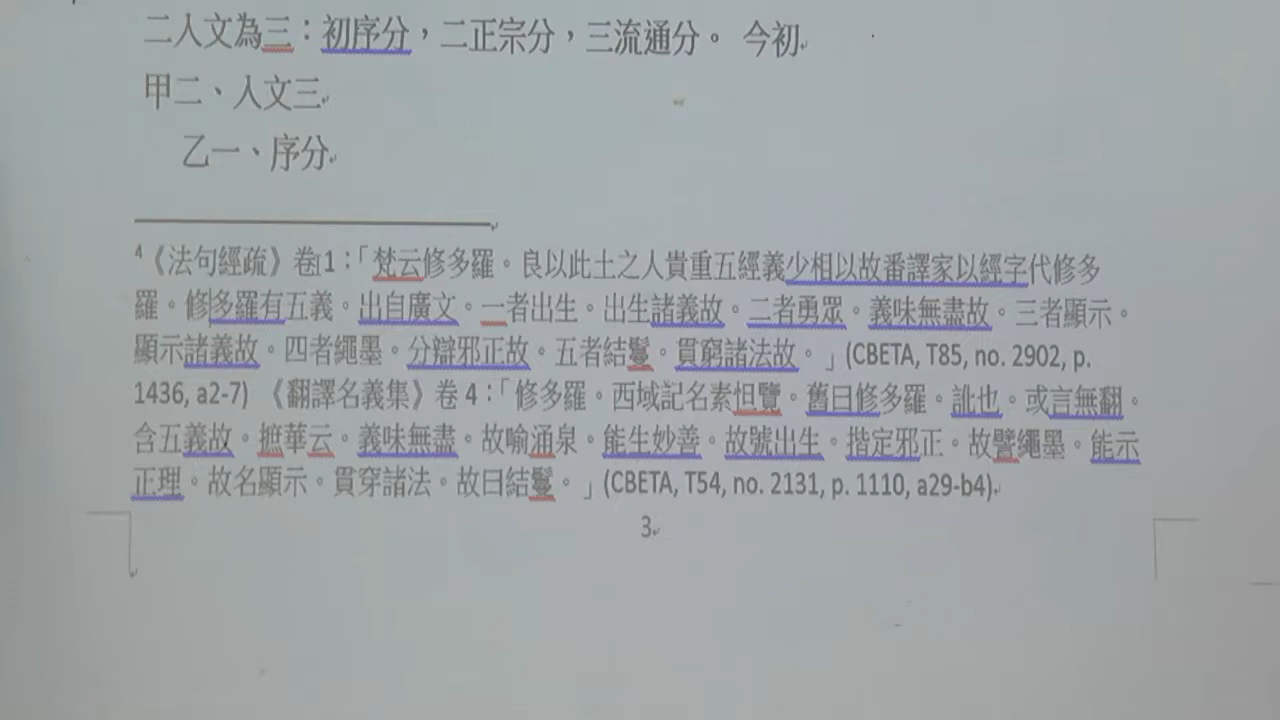 二人文為三：初序分，二正宗分，三流通分。 今初
甲二、人文三
乙一、序分
4《法句經疏》卷1：「梵云修多羅。良以此土之人貴重五經義少相以故番譯家以經字代修多
羅。修多羅有五義。出自廣文。一者出生。出生諸義故。二者勇眾。義味無盡故。三者顯示。
顯示諸義故。四者繩墨。分辯邪正故。五者結鬘。貫窮諸法故。」(CBETA, T85, no. 2902, p.
1436, a2-7) 《翻譯名義集》卷 4：「修多羅。西域記名素怛覽。舊曰修多羅。訛也。或言無翻。
含五義故。摭華云。義味無盡。故喻涌泉。能生妙善。故號出生。揩定邪正。故譬繩墨。能示
正理。故名顯示。貫穿諸法。故曰結鬘。」(CBETA, T54, no. 2131, p. 1110, a29-b4)
3